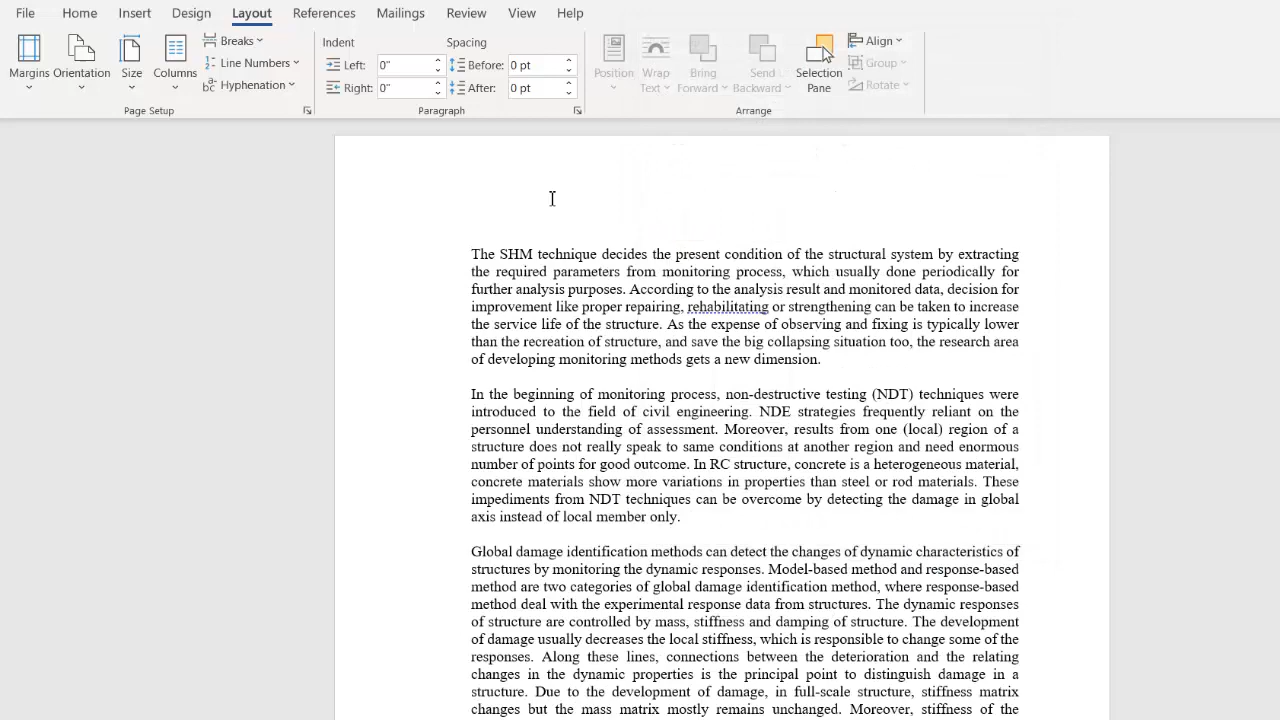 File Home Insert Design Layout References Mailings Review View Help
Margins Orientation Size Columns
Breaks
Line Numbers
Hyphenation
Page Setup
Indent Spacing
Left: 0" Before: 0 pt
Right: 0" After: 0 pt
Paragraph
Position Wrap Text Bring Forward Send Backward Selection Pane
Align
Group
Rotate
Arrange
The SHM technique decides the present condition of the structural system by extracting
the required parameters from monitoring process, which usually done periodically for
further analysis purposes. According to the analysis result and monitored data, decision for
improvement like proper repairing, rehabilitating or strengthening can be taken to increase
the service life of the structure. As the expense of observing and fixing is typically lower
than the recreation of structure, and save the big collapsing situation too, the research area
of developing monitoring methods gets a new dimension.
In the beginning of monitoring process, non-destructive testing (NDT) techniques were
introduced to the field of civil engineering. NDE strategies frequently reliant on the
personnel understanding of assessment. Moreover, results from one (local) region of a
structure does not really speak to same conditions at another region and need enormous
number of points for good outcome. In RC structure, concrete is a heterogeneous material,
concrete materials show more variations in properties than steel or rod materials. These
impediments from NDT techniques can be overcome by detecting the damage in global
axis instead of local member only.
Global damage identification methods can detect the changes of dynamic characteristics of
structures by monitoring the dynamic responses. Model-based method and response-based
method are two categories of global damage identification method, where response-based
method deal with the experimental response data from structures. The dynamic responses
of structure are controlled by mass, stiffness and damping of structure. The development
of damage usually decreases the local stiffness, which is responsible to change some of the
responses. Along these lines, connections between the deterioration and the relating
changes in the dynamic properties is the principal point to distinguish damage in a
structure. Due to the development of damage, in full-scale structure, stiffness matrix
changes but the mass matrix mostly remains unchanged. Moreover, stiffness of the